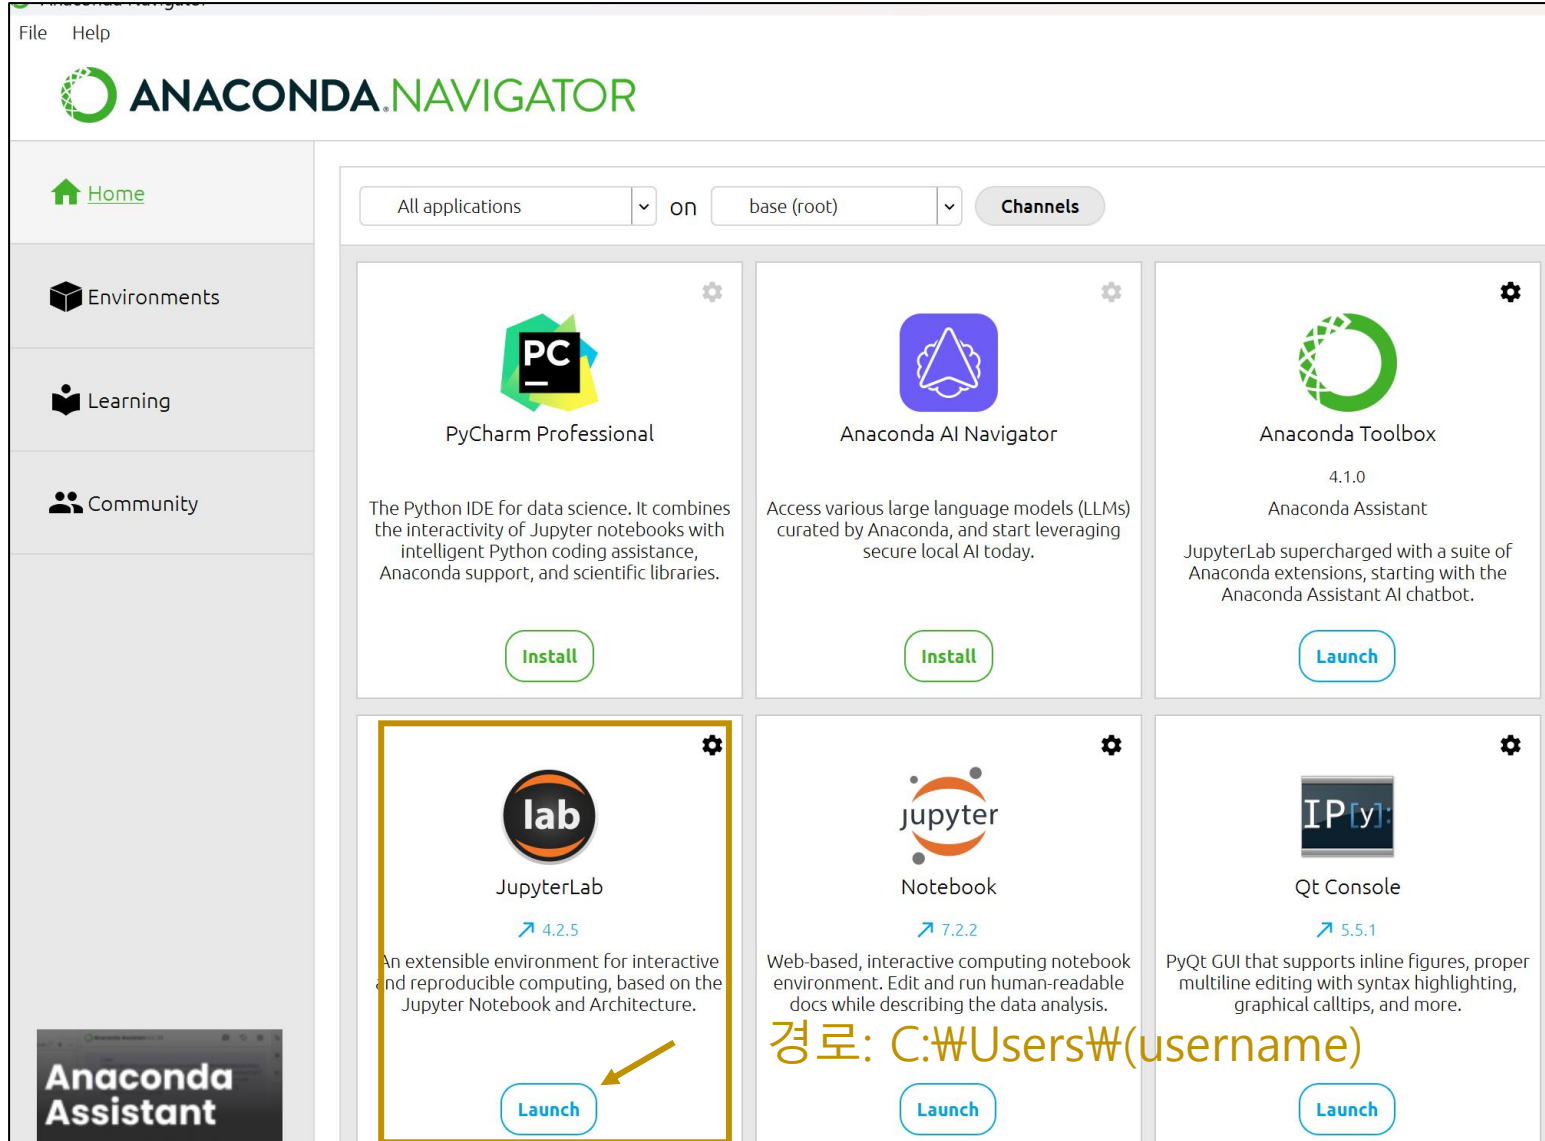 File Help
ANACONDA.NAVIGATOR
Home
All applications on base (root) Channels
Environments
Learning
Community
PC
PyCharm Professional
The Python IDE for data science. It combines
the interactivity of Jupyter notebooks with
intelligent Python coding assistance,
Anaconda support, and scientific libraries.
Install
Anaconda AI Navigator
Access various large language models (LLMs)
curated by Anaconda, and start leveraging
secure local AI today.
Install
Anaconda Toolbox
4.1.0
Anaconda Assistant
JupyterLab supercharged with a suite of
Anaconda extensions, starting with the
Anaconda Assistant AI chatbot.
Launch
lab
JupyterLab
4.2.5
An extensible environment for interactive
and reproducible computing, based on the
Jupyter Notebook and Architecture.
Launch
jupyter
Notebook
7.2.2
Web-based, interactive computing notebook
environment. Edit and run human-readable
docs while describing the data analysis.
경로: C:₩Users₩(username)
Launch
IP[y]:
Qt Console
5.5.1
PyQt GUI that supports inline figures, proper
multiline editing with syntax highlighting,
graphical calltips, and more.
Launch
Anaconda
Assistant